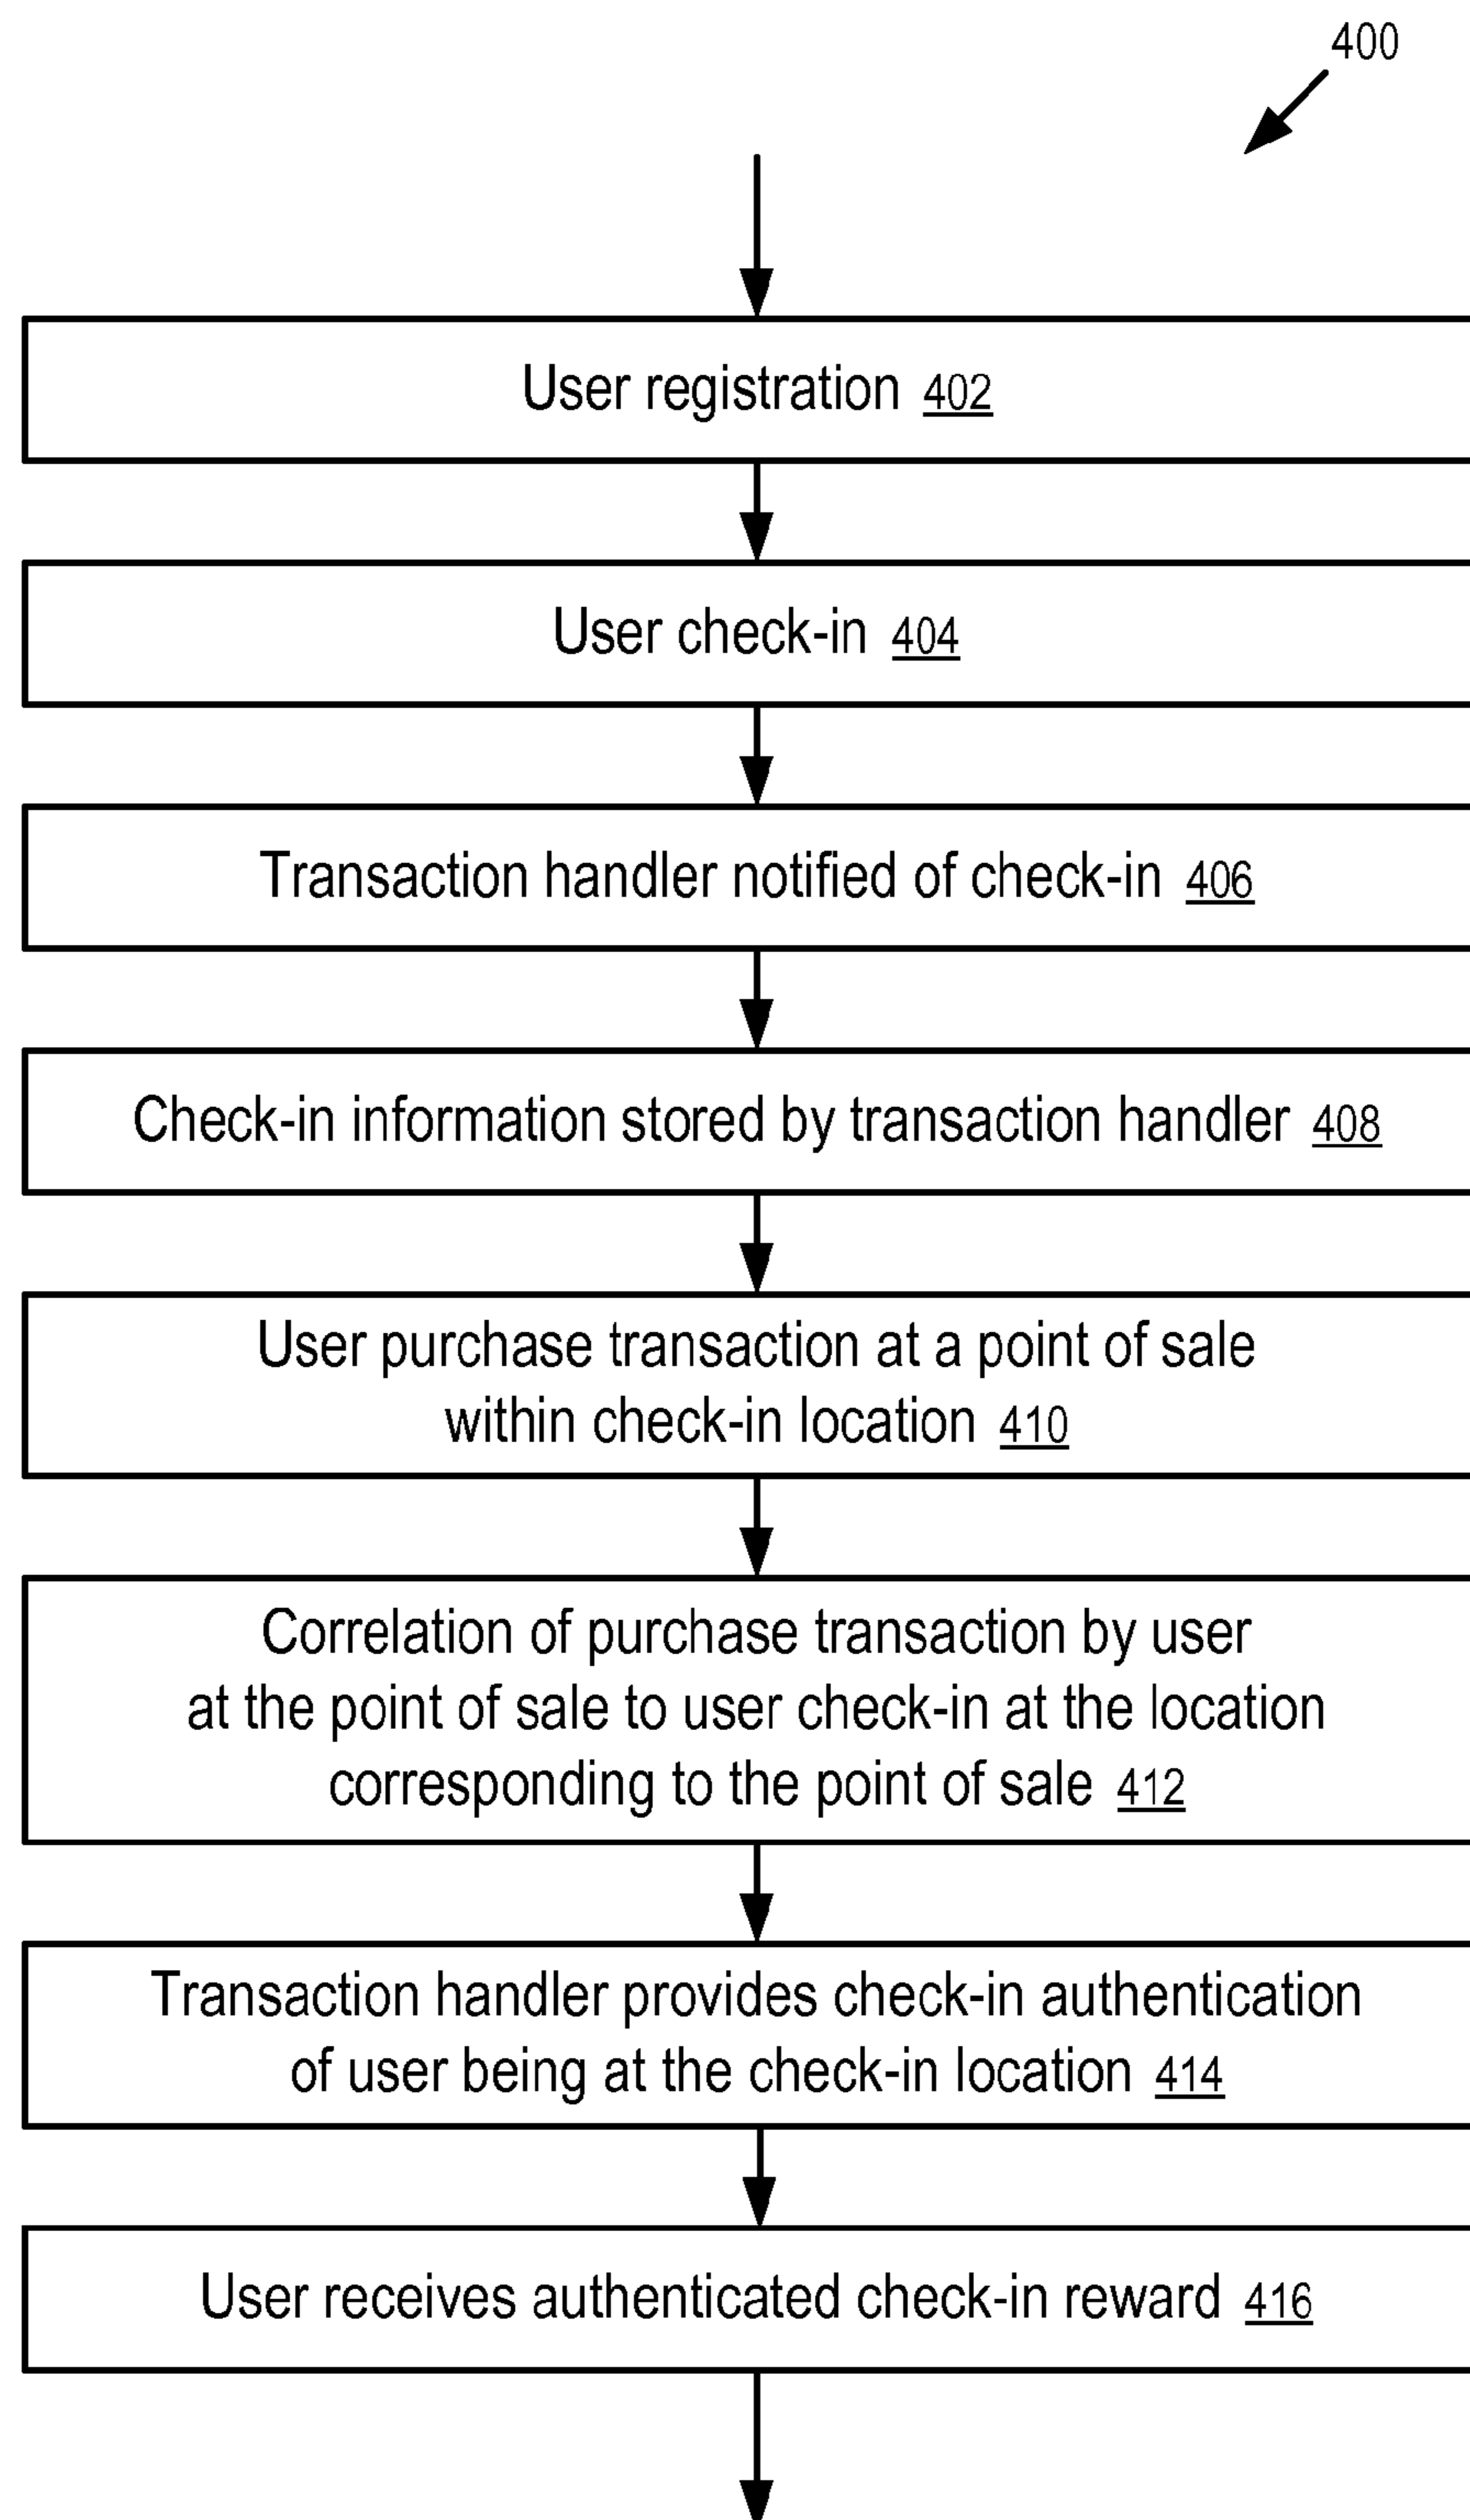 400
User registration 402
User check-in 404
Transaction handler notified of check-in 406
Check-in information stored by transaction handler 408
User purchase transaction at a point of sale
within check-in location 410
Correlation of purchase transaction by user
at the point of sale to user check-in at the location
corresponding to the point of sale 412
Transaction handler provides check-in authentication
of user being at the check-in location 414
User receives authenticated check-in reward 416